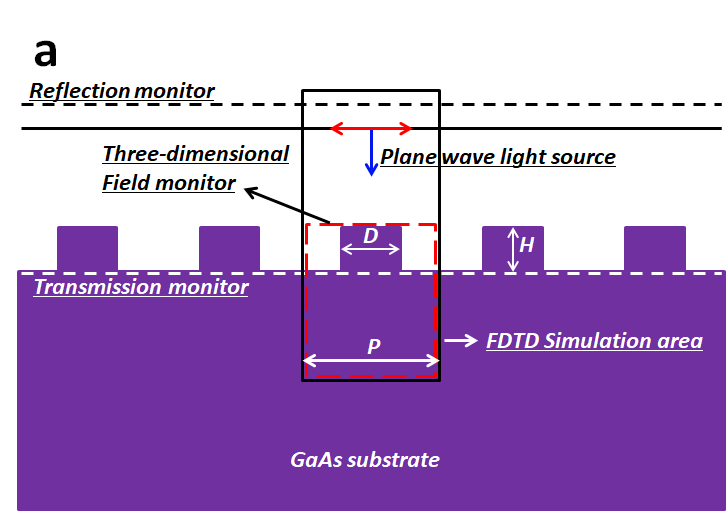 a
Reflection monitor
Three-dimensional
Field monitor
Plane wave light source
D
H
Transmission monitor
P
FDTD Simulation area
GaAs substrate